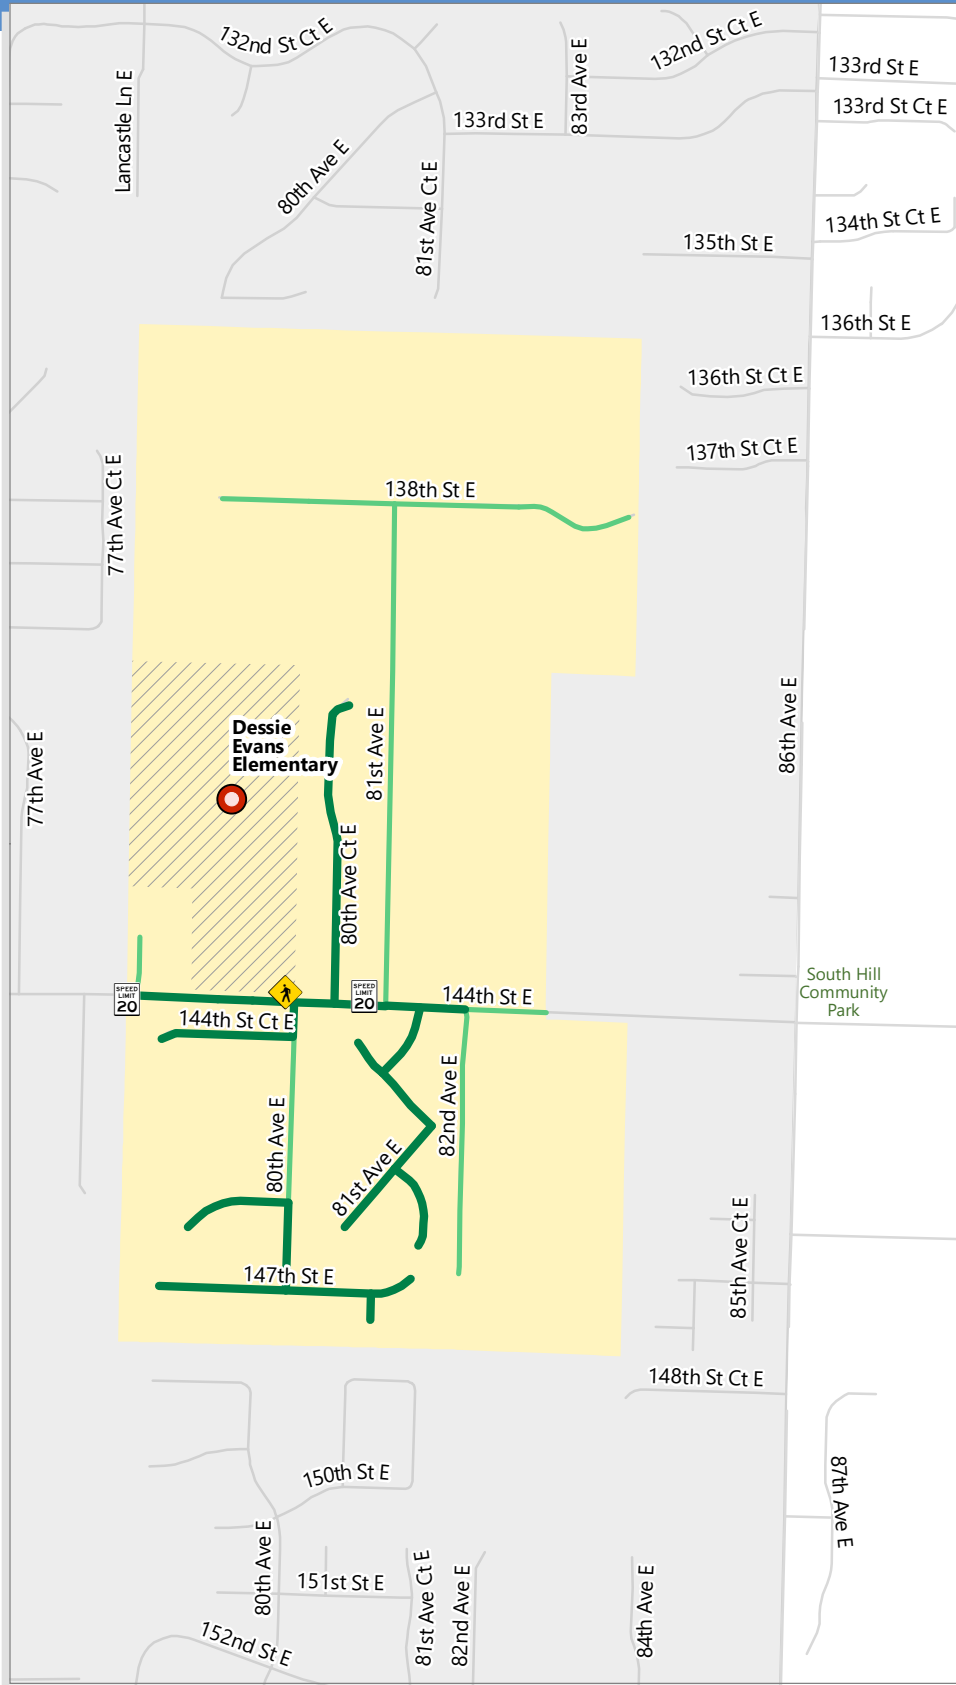 132nd St Ct E
132nd St Ct E
Lancastle Ln E
83rd Ave E
133rd St E
133rd St Ct E
133rd St E
80th Ave E
81st Ave Ct E
134th St Ct E
135th St E
136th St E
136th St Ct E
137th St Ct E
77th Ave Ct E
138th St E
77th Ave E
Dessie
Evans
Elementary
81st Ave E
86th Ave E
80th Ave Ct E
South Hill
Community
Park
SPEED
LIMIT
20
SPEED
LIMIT
20
144th St E
144th St Ct E
80th Ave E
82nd Ave E
81st Ave E
85th Ave Ct E
147th St E
148th St Ct E
150th St E
87th Ave E
80th Ave E
151st St E
81st Ave Ct E
82nd Ave E
84th Ave E
152nd St E